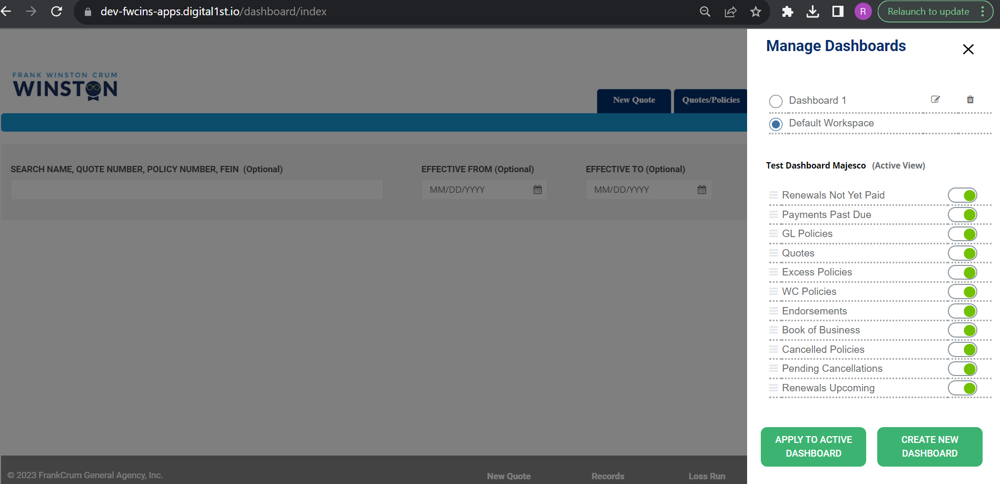 dev-fwcins-apps.digital1st.io/dashboard/index
R
Relaunch to update
Manage Dashboards
FRANK WINSTON CRUM
WINSTON
New Quote
Quotes/Policies
Dashboard 1
Default Workspace
SEARCH NAME, QUOTE NUMBER, POLICY NUMBER, FEIN (Optional)
EFFECTIVE FROM (Optional)
EFFECTIVE TO (Optional)
MM/DD/YYYY
MM/DD/YYYY
Test Dashboard Majesco (Active View)
Renewals Not Yet Paid
Payments Past Due
GL Policies
Quotes
Excess Policies
WC Policies
Endorsements
Book of Business
Cancelled Policies
Pending Cancellations
Renewals Upcoming
APPLY TO ACTIVE
DASHBOARD
CREATE NEW
DASHBOARD
© 2023 FrankCrum General Agency, Inc.
New Quote
Records
Loss Run